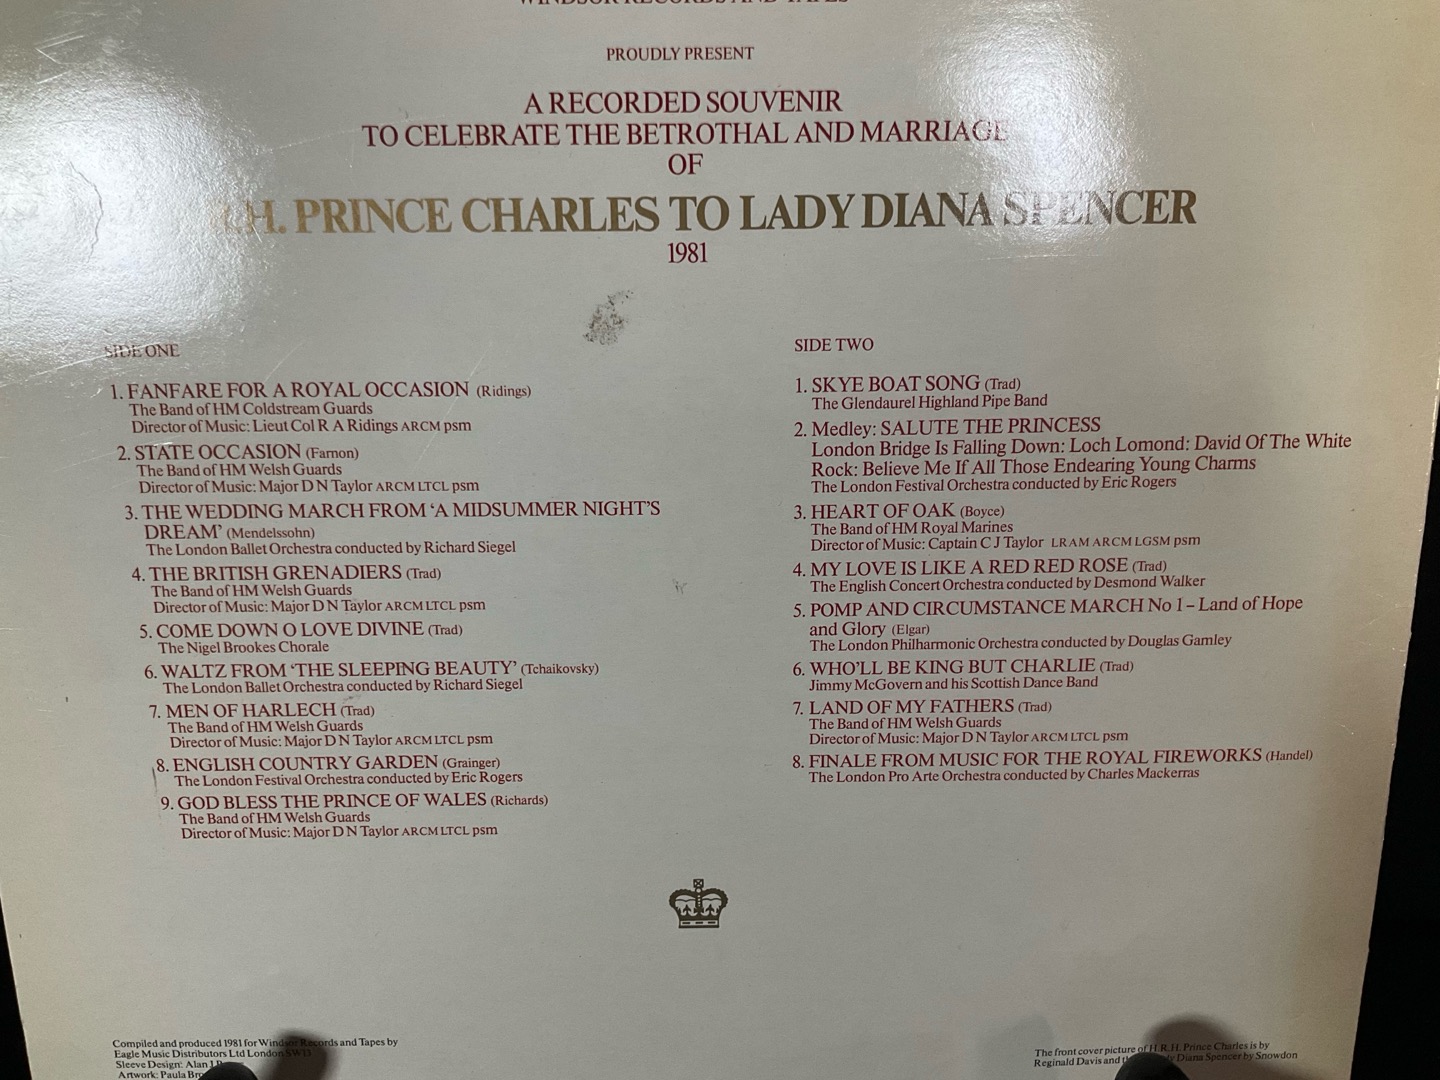 WINDSOR RECORDS AND TAPES
PROUDLY PRESENT
A RECORDED SOUVENIR
TO CELEBRATE THE BETROTHAL AND MARRIAGE
OF
H. PRINCE CHARLES TO LADY DIANA SPENCER
1981
SIDE ONE
1. FANFARE FOR A ROYAL OCCASION (Ridings)
The Band of HM Coldstream Guards
Director of Music: Lieut Col R A Ridings ARCM psm
2. STATE OCCASION (Farnon)
The Band of HM Welsh Guards
Director of Music: Major D N Taylor ARCM LTCL psm
3. THE WEDDING MARCH FROM ‘A MIDSUMMER NIGHT’S
DREAM’ (Mendelssohn)
The London Ballet Orchestra conducted by Richard Siegel
4. THE BRITISH GRENADIERS (Trad)
The Band of HM Welsh Guards
Director of Music: Major D N Taylor ARCM LTCL psm
5. COME DOWN O LOVE DIVINE (Trad)
The Nigel Brookes Chorale
6. WALTZ FROM ‘THE SLEEPING BEAUTY’ (Tchaikovsky)
The London Ballet Orchestra conducted by Richard Siegel
7. MEN OF HARLECH (Trad)
The Band of HM Welsh Guards
Director of Music: Major D N Taylor ARCM LTCL psm
8. ENGLISH COUNTRY GARDEN (Grainger)
The London Festival Orchestra conducted by Eric Rogers
9. GOD BLESS THE PRINCE OF WALES (Richards)
The Band of HM Welsh Guards
Director of Music: Major D N Taylor ARCM LTCL psm
SIDE TWO
1. SKYE BOAT SONG (Trad)
The Glendaurel Highland Pipe Band
2. Medley: SALUTE THE PRINCESS
London Bridge Is Falling Down: Loch Lomond: David Of The White
Rock: Believe Me If All Those Endearing Young Charms
The London Festival Orchestra conducted by Eric Rogers
3. HEART OF OAK (Boyce)
The Band of HM Royal Marines
Director of Music: Captain C J Taylor LRAM ARCM LGSM psm
4. MY LOVE IS LIKE A RED RED ROSE (Trad)
The English Concert Orchestra conducted by Desmond Walker
5. POMP AND CIRCUMSTANCE MARCH No 1 – Land of Hope
and Glory (Elgar)
The London Philharmonic Orchestra conducted by Douglas Gamley
6. WHO’LL BE KING BUT CHARLIE (Trad)
Jimmy McGovern and his Scottish Dance Band
7. LAND OF MY FATHERS (Trad)
The Band of HM Welsh Guards
Director of Music: Major D N Taylor ARCM LTCL psm
8. FINALE FROM MUSIC FOR THE ROYAL FIREWORKS (Handel)
The London Pro Arte Orchestra conducted by Charles Mackerras
Compiled and produced 1981 for Windsor Records and Tapes by
Eagle Music Distributors Ltd London SW13
Sleeve Design: Alan J
Artwork: Paula
The front cover picture of H.R.H. Prince Charles is by
Reginald Davis and Diana Spencer by Snowdon